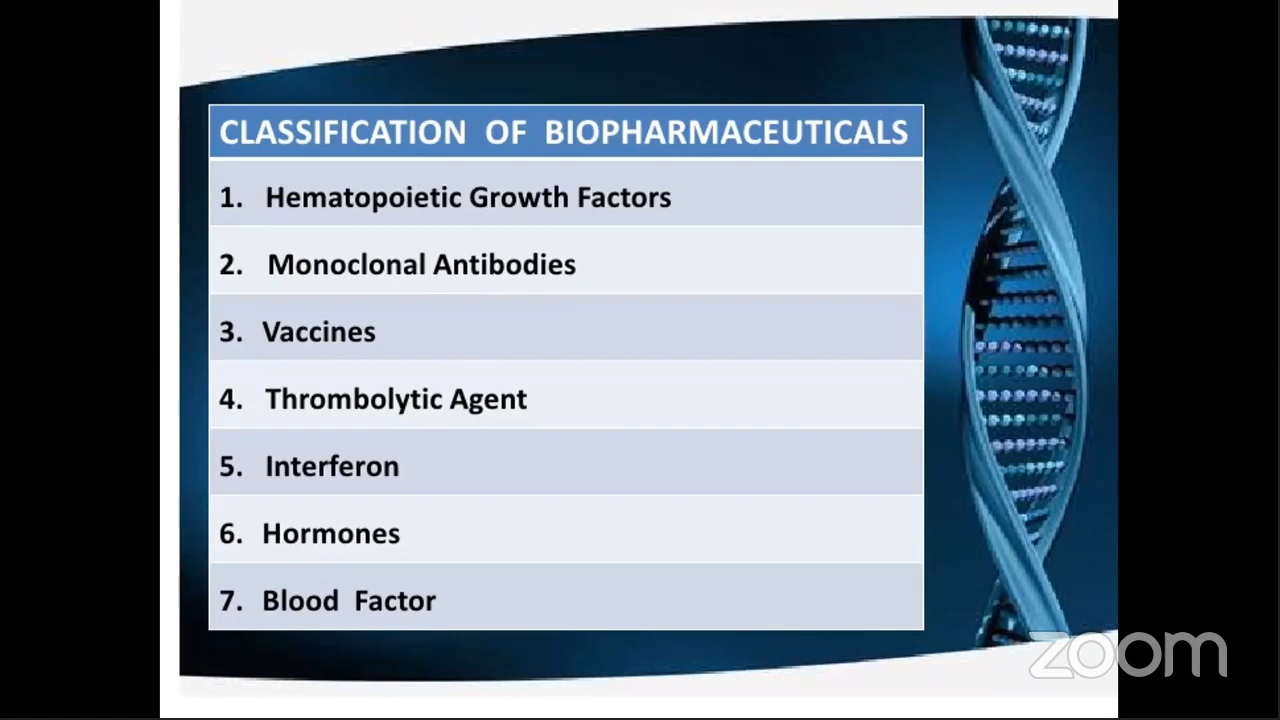 CLASSIFICATION OF BIOPHARMACEUTICALS
1. Hematopoietic Growth Factors
2. Monoclonal Antibodies
3. Vaccines
4. Thrombolytic Agent
5. Interferon
6. Hormones
7. Blood Factor
zoom